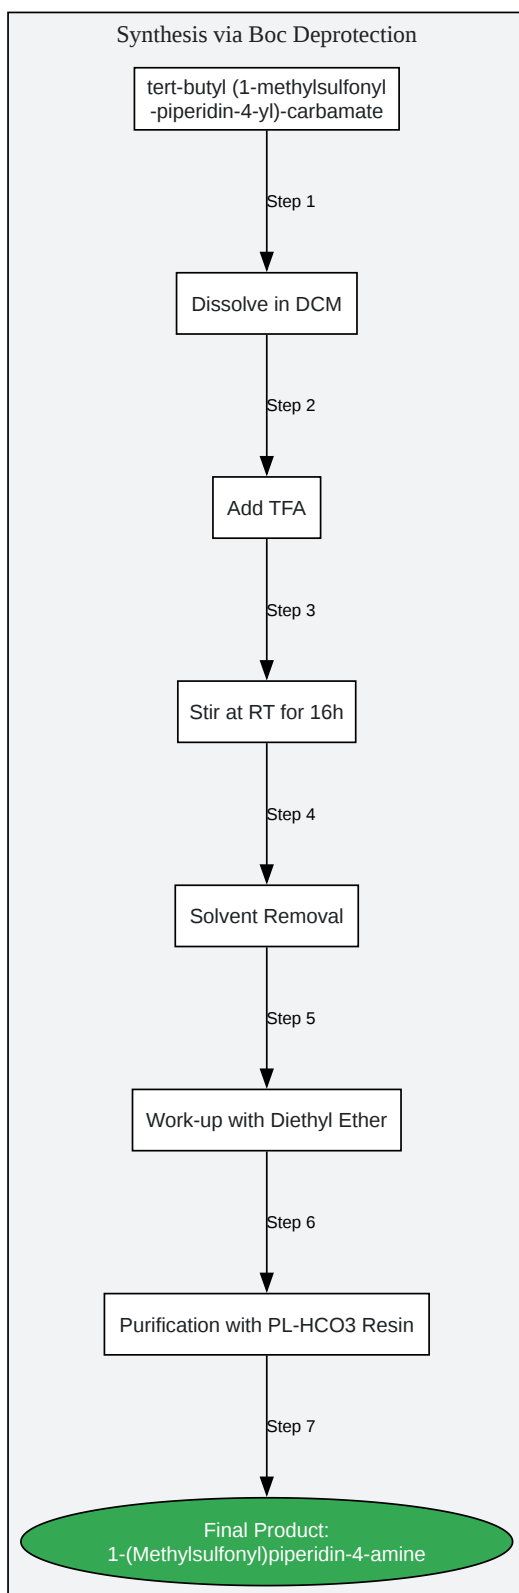 Synthesis via Boc Deprotection
tert-butyl (1-methylsulfonyl
-piperidin-4-yl)-carbamate
Step 1
Dissolve in DCM
Step 2
Add TFA
Step 3
Stir at RT for 16h
Step 4
Solvent Removal
Step 5
Work-up with Diethyl Ether
Step 6
Purification with PL-HCO3 Resin
Step 7
Final Product:
1-(Methylsulfonyl)piperidin-4-amine